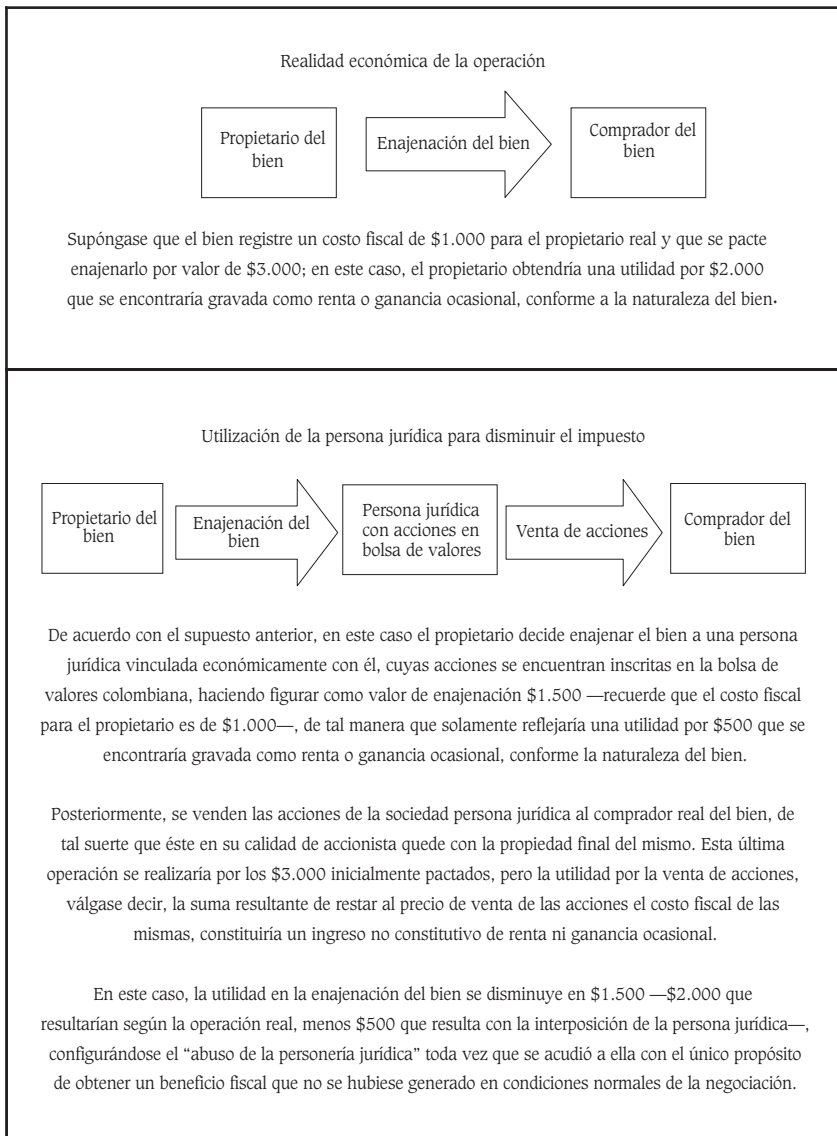 Realidad económica de la operación
Propietario del
bien
Enajenación del bien
Comprador del
bien
Supóngase que el bien registre un costo fiscal de $1.000 para el propietario real y que se pacte
enajenarlo por valor de $3.000; en este caso, el propietario obtendría una utilidad por $2.000
que se encontraría gravada como renta o ganancia ocasional, conforme a la naturaleza del bien.
Utilización de la persona jurídica para disminuir el impuesto
Propietario del
bien
Enajenación del
bien
Persona jurídica
con acciones en
bolsa de valores
Venta de acciones
Comprador del
bien
De acuerdo con el supuesto anterior, en este caso el propietario decide enajenar el bien a una persona
jurídica vinculada económicamente con él, cuyas acciones se encuentran inscritas en la bolsa de
valores colombiana, haciendo figurar como valor de enajenación $1.500 —recuerde que el costo fiscal
para el propietario es de $1.000—, de tal manera que solamente reflejaría una utilidad por $500 que se
encontraría gravada como renta o ganancia ocasional, conforme la naturaleza del bien.
Posteriormente, se venden las acciones de la sociedad persona jurídica al comprador real del bien, de
tal suerte que éste en su calidad de accionista quede con la propiedad final del mismo. Esta última
operación se realizaría por los $3.000 inicialmente pactados, pero la utilidad por la venta de acciones,
válgase decir, la suma resultante de restar al precio de venta de las acciones el costo fiscal de las
mismas, constituiría un ingreso no constitutivo de renta ni ganancia ocasional.
En este caso, la utilidad en la enajenación del bien se disminuye en $1.500 —$2.000 que
resultarían según la operación real, menos $500 que resulta con la interposición de la persona jurídica—,
configurándose el “abuso de la personería jurídica” toda vez que se acudió a ella con el único propósito
de obtener un beneficio fiscal que no se hubiese generado en condiciones normales de la negociación.